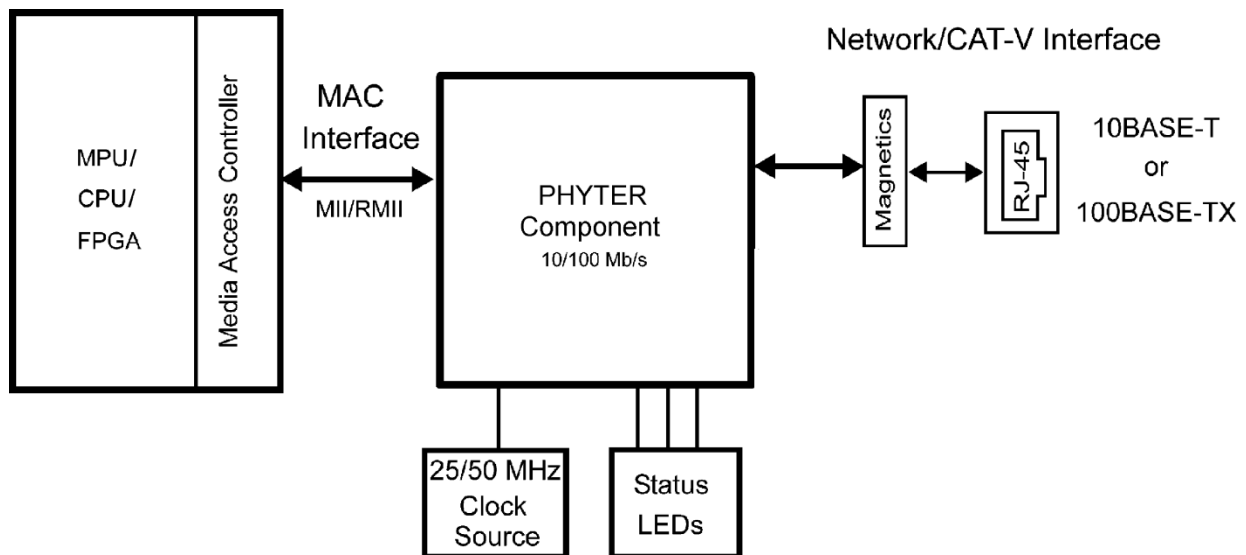 MPU/
CPU/
FPGA
Media Access Controller
MAC
Interface
MII/RMII
PHYTER
Component
10/100 Mb/s
Network/CAT-V Interface
Magnetics
RJ-45
10BASE-T
or
100BASE-TX
25/50 MHz
Clock
Source
Status
LEDs